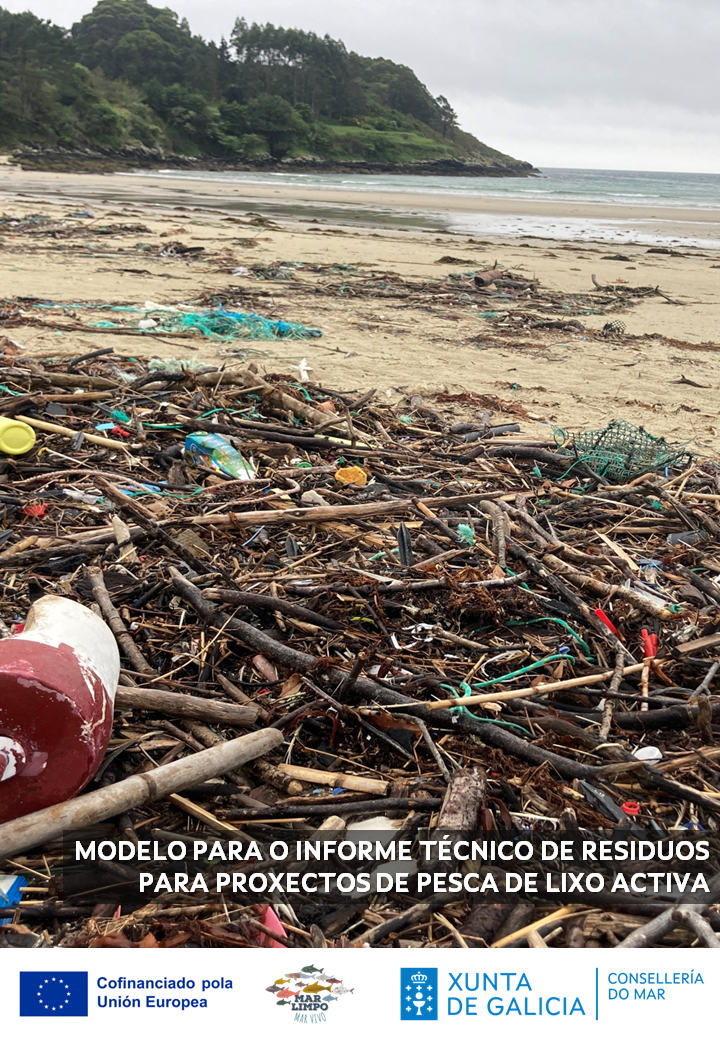 MODELO PARA O INFORME TÉCNICO DE RESIDUOS
PARA PROXECTOS DE PESCA DE LIXO ACTIVA
Cofinanciado pola
Unión Europea
MAR
LIMPO
MAR VIVO
XUNTA
DE GALICIA
CONSELLERÍA
DO MAR